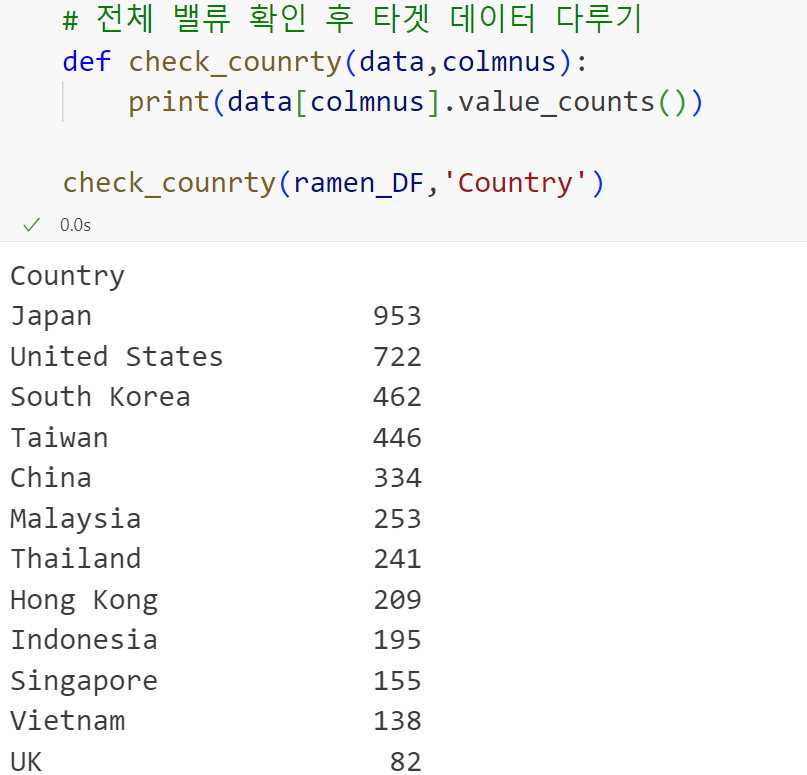 # 전체 밸류 확인 후 타겟 데이터 다루기
def check_counrty(data,colmnus):
    print(data[colmnus].value_counts())
check_counrty(ramen_DF,'Country')
✓ 0.0s
Country
Japan 953
United States 722
South Korea 462
Taiwan 446
China 334
Malaysia 253
Thailand 241
Hong Kong 209
Indonesia 195
Singapore 155
Vietnam 138
UK 82